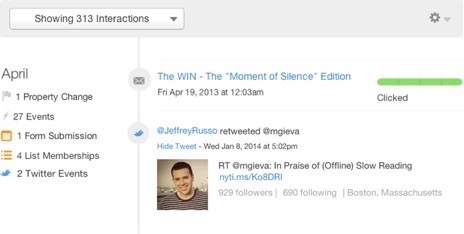 Showing 313 Interactions
April
1 Property Change
27 Events
1 Form Submission
4 List Memberships
2 Twitter Events
The WIN - The "Moment of Silence" Edition
Fri Apr 19, 2013 at 12:03am
Clicked
@JeffreyRusso retweeted @mgieva
Hide Tweet - Wed Jan 8, 2014 at 5:02pm
RT @mgieva: In Praise of (Offline) Slow Reading
nyti.ms/Ko8DRI
929 followers | 690 following | Boston, Massachusetts